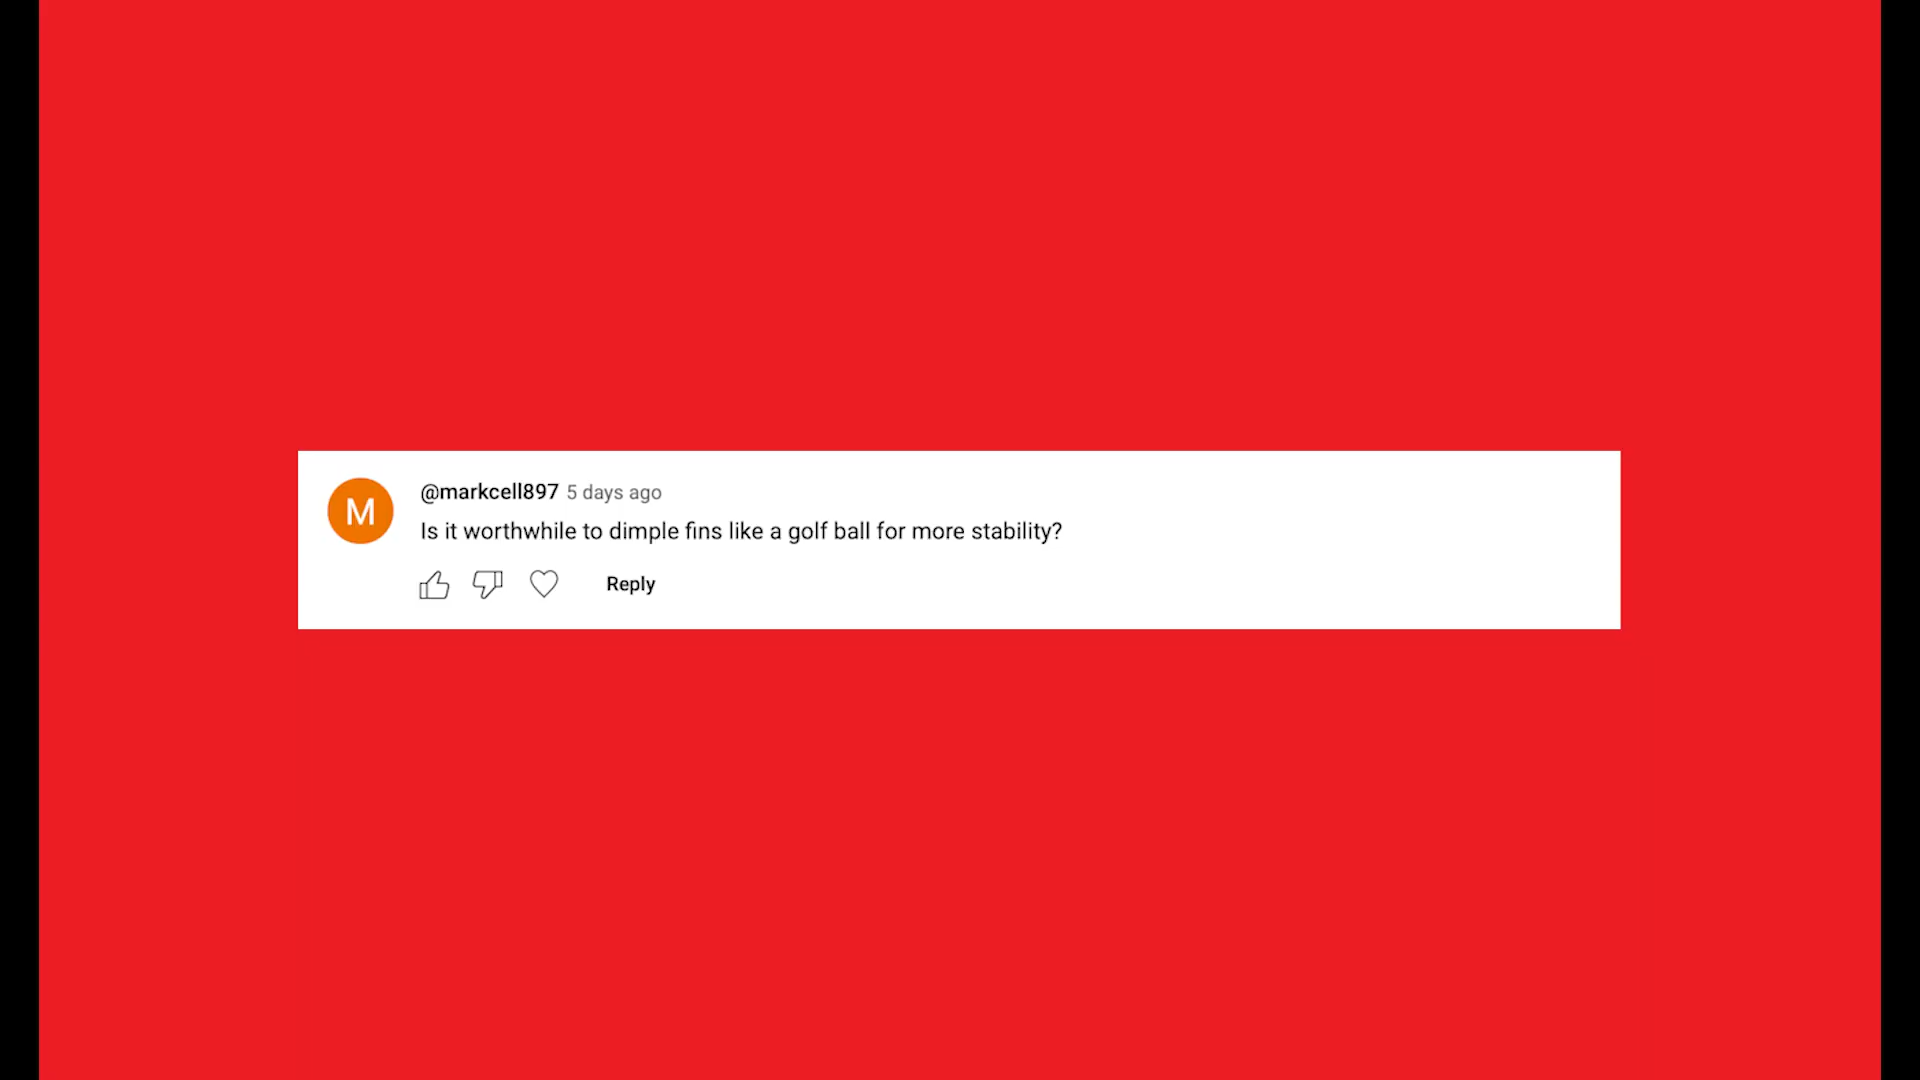 M
@markcell897 5 days ago
Is it worthwhile to dimple fins like a golf ball for more stability?
Reply